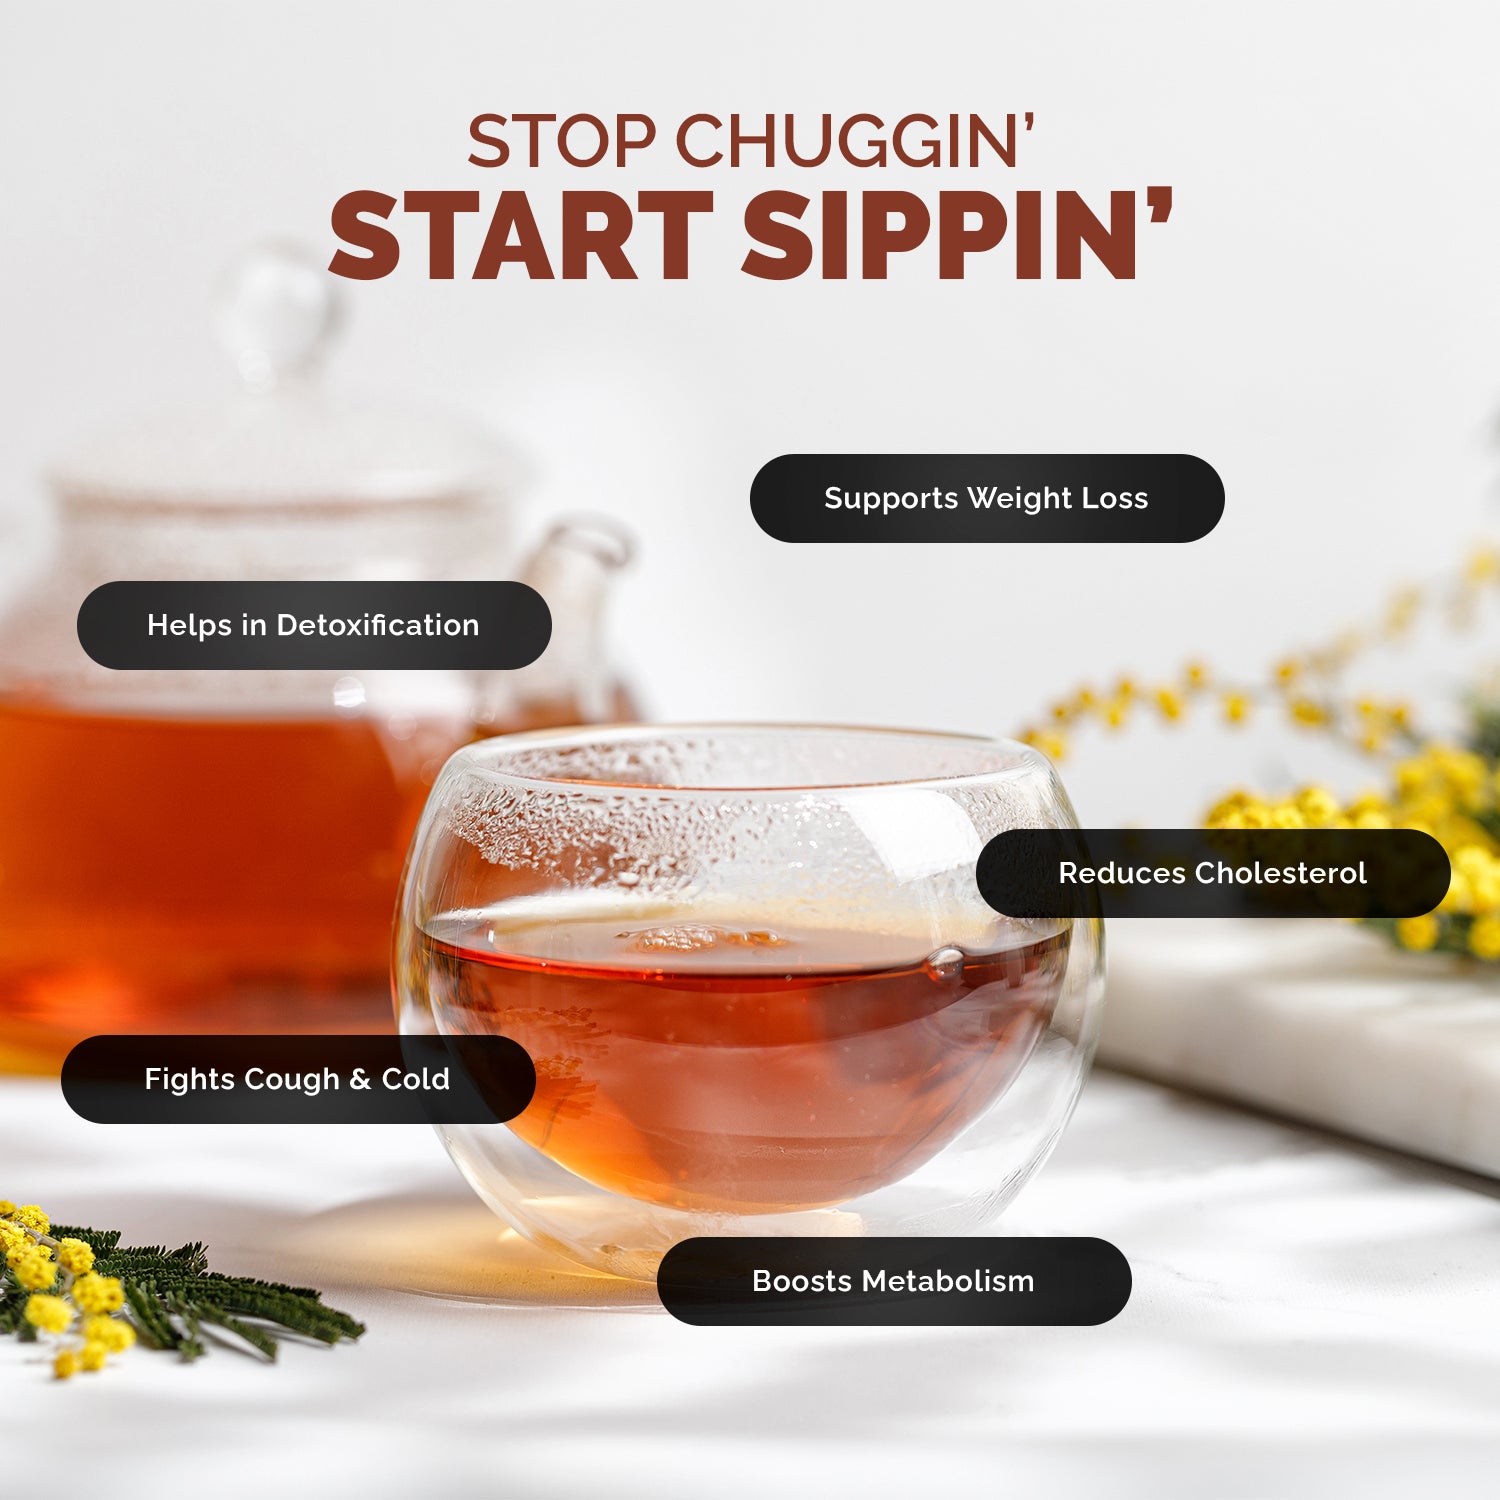 STOP CHUGGIN’
START SIPPIN’
Supports Weight Loss
Helps in Detoxification
Reduces Cholesterol
Fights Cough & Cold
Boosts Metabolism